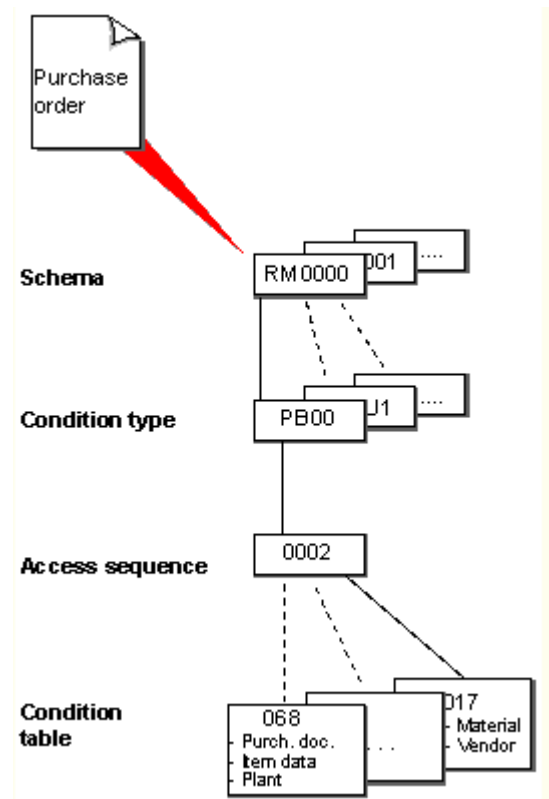 Purchase
order
Schema
RM0000
001
....
Condition type
PB00
J1
....
Access sequence
0002
Condition
table
068
- Purch. doc.
- Item data
- Plant
. . .
017
- Material
- Vendor